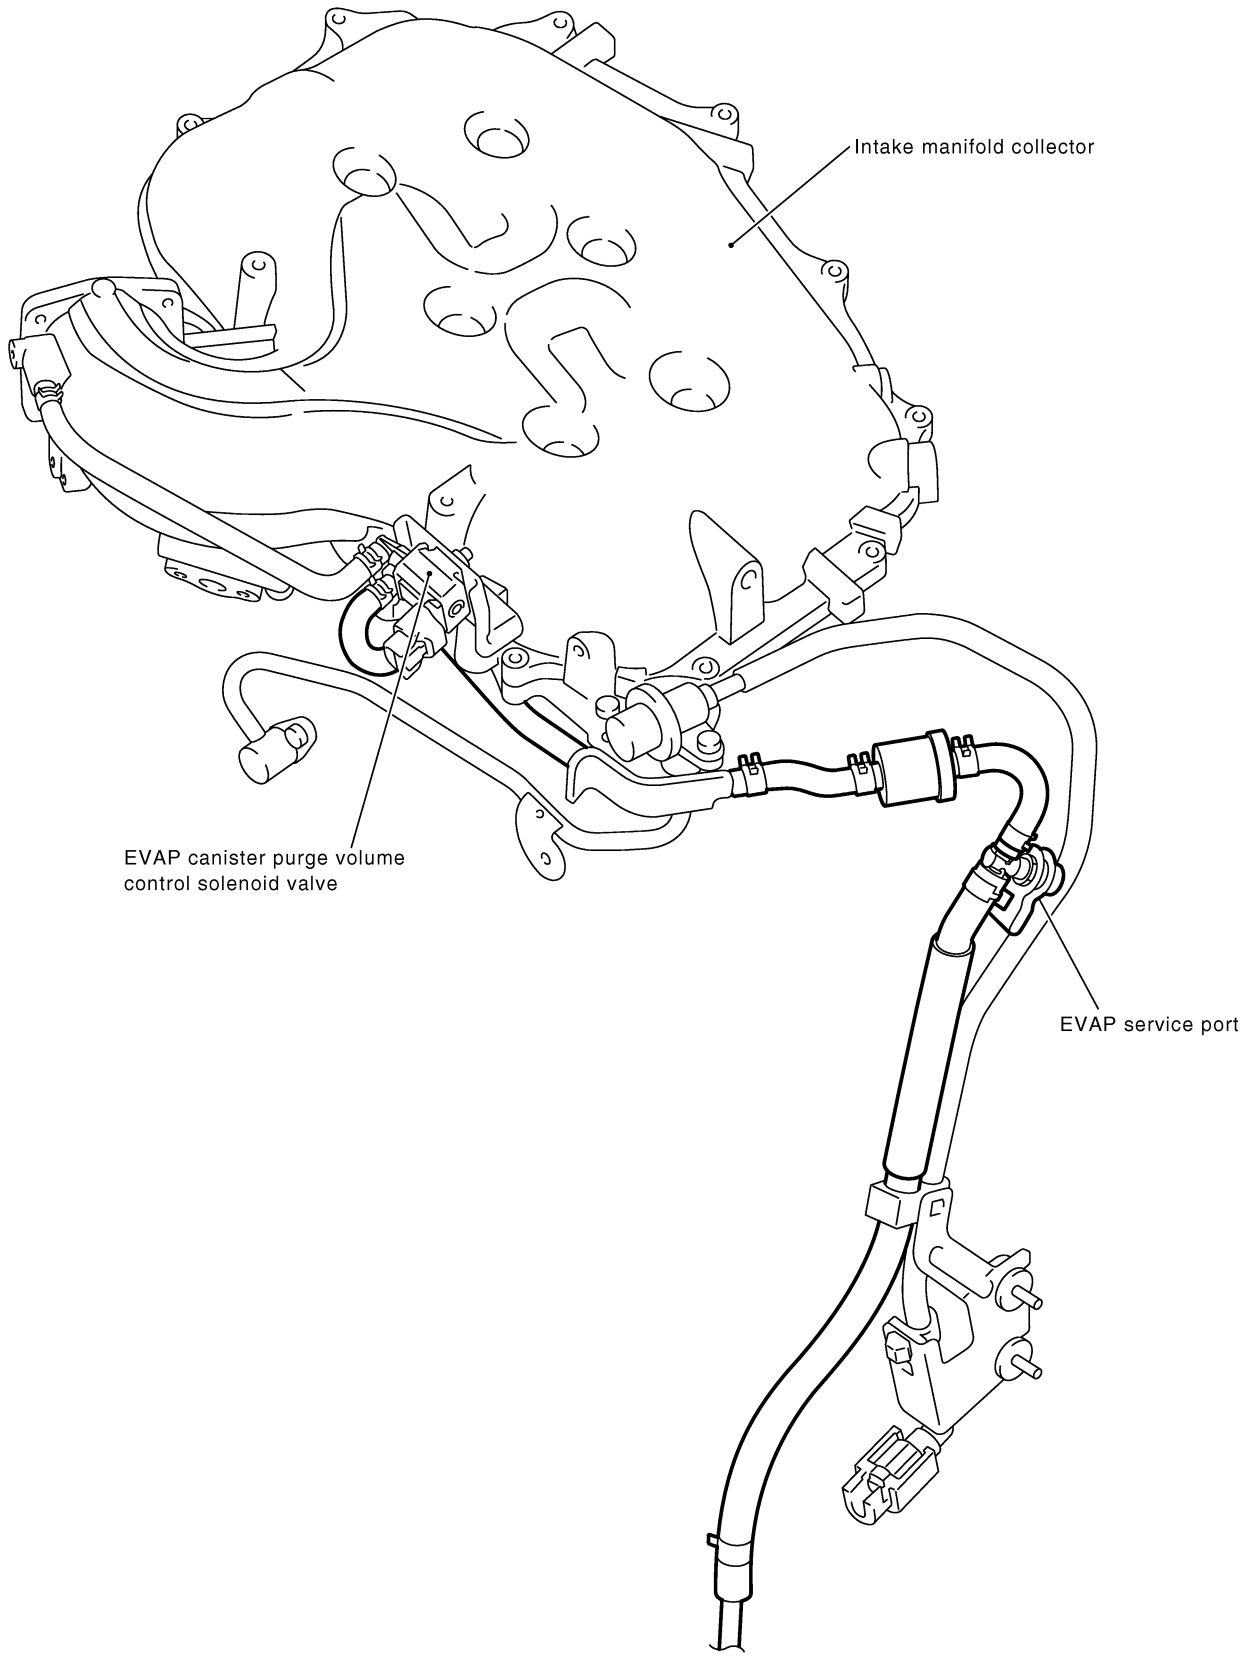 Intake manifold collector
EVAP canister purge volume
control solenoid valve
EVAP service port